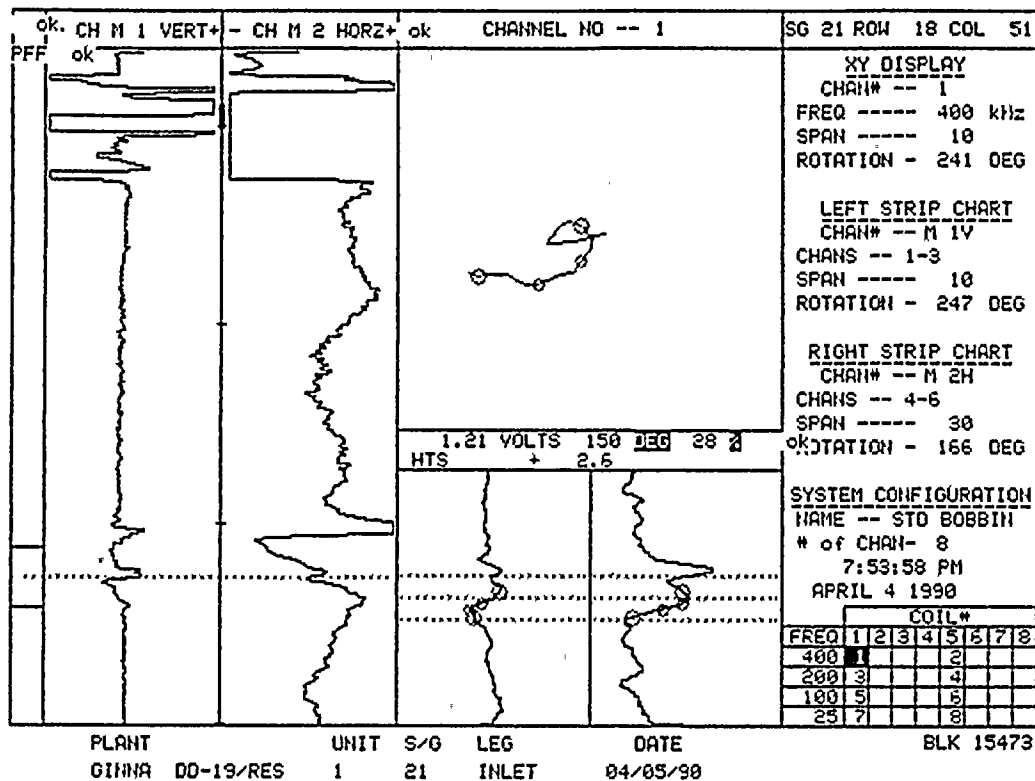 ok. CH M 1 VERT+ - CH M 2 HORZ+ ok CHANNEL NO -- 1 SG 21 ROW 18 COL 51
PFF ok
XY DISPLAY
CHAN# -- 1
FREQ ----- 400 kHz
SPAN ----- 10
ROTATION - 241 DEG
LEFT STRIP CHART
CHAN# -- M 1V
CHANS -- 1-3
SPAN ----- 10
ROTATION - 247 DEG
RIGHT STRIP CHART
CHAN# -- M 2H
CHANS -- 4-6
SPAN ----- 30
ROTATION - 166 DEG
1.21 VOLTS 150 DEG 28 % ok
HTS + 2.6
SYSTEM CONFIGURATION
NAME -- STD BOBBIN
# of CHAN- 8
7:53:58 PM
APRIL 4 1990
COIL#
FREQ 1 2 3 4 5 6 7 8
400 1 2
200 3 4
100 5 6
25 7 8
PLANT UNIT S/G LEG DATE BLK 15473
GINNA DD-19/RES 1 21 INLET 04/05/90